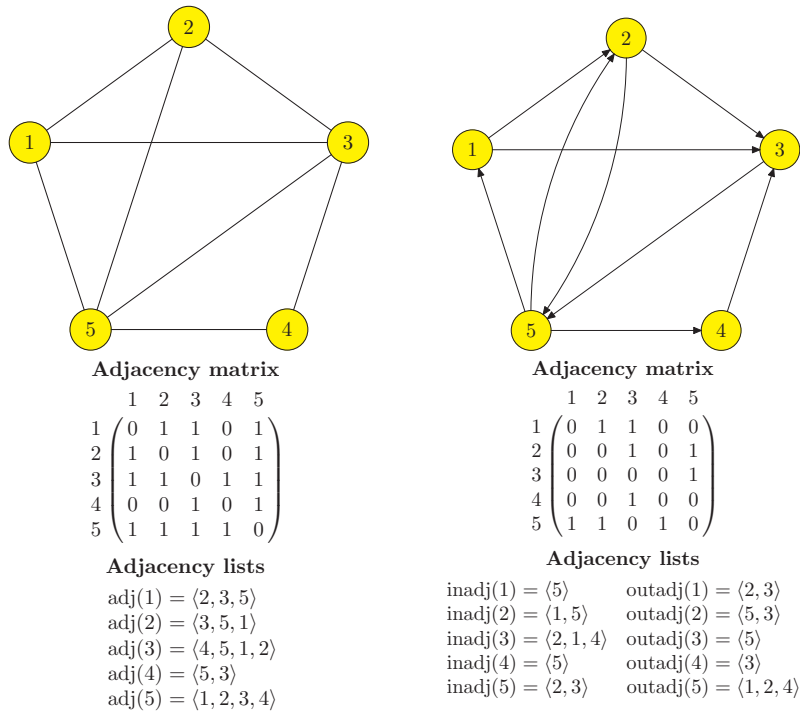 2
1
3
5
4
Adjacency matrix
1 2 3 4 5
1 0 1 1 0 1
2 1 0 1 0 1
3 1 1 0 1 1
4 0 0 1 0 1
5 1 1 1 1 0
Adjacency lists
adj(1) = ⟨2, 3, 5⟩
adj(2) = ⟨3, 5, 1⟩
adj(3) = ⟨4, 5, 1, 2⟩
adj(4) = ⟨5, 3⟩
adj(5) = ⟨1, 2, 3, 4⟩
2
1
3
5
4
Adjacency matrix
1 2 3 4 5
1 0 1 1 0 0
2 0 0 1 0 1
3 0 0 0 0 1
4 0 0 1 0 0
5 1 1 0 1 0
Adjacency lists
inadj(1) = ⟨5⟩ outadj(1) = ⟨2, 3⟩
inadj(2) = ⟨1, 5⟩ outadj(2) = ⟨5, 3⟩
inadj(3) = ⟨2, 1, 4⟩ outadj(3) = ⟨5⟩
inadj(4) = ⟨5⟩ outadj(4) = ⟨3⟩
inadj(5) = ⟨2, 3⟩ outadj(5) = ⟨1, 2, 4⟩